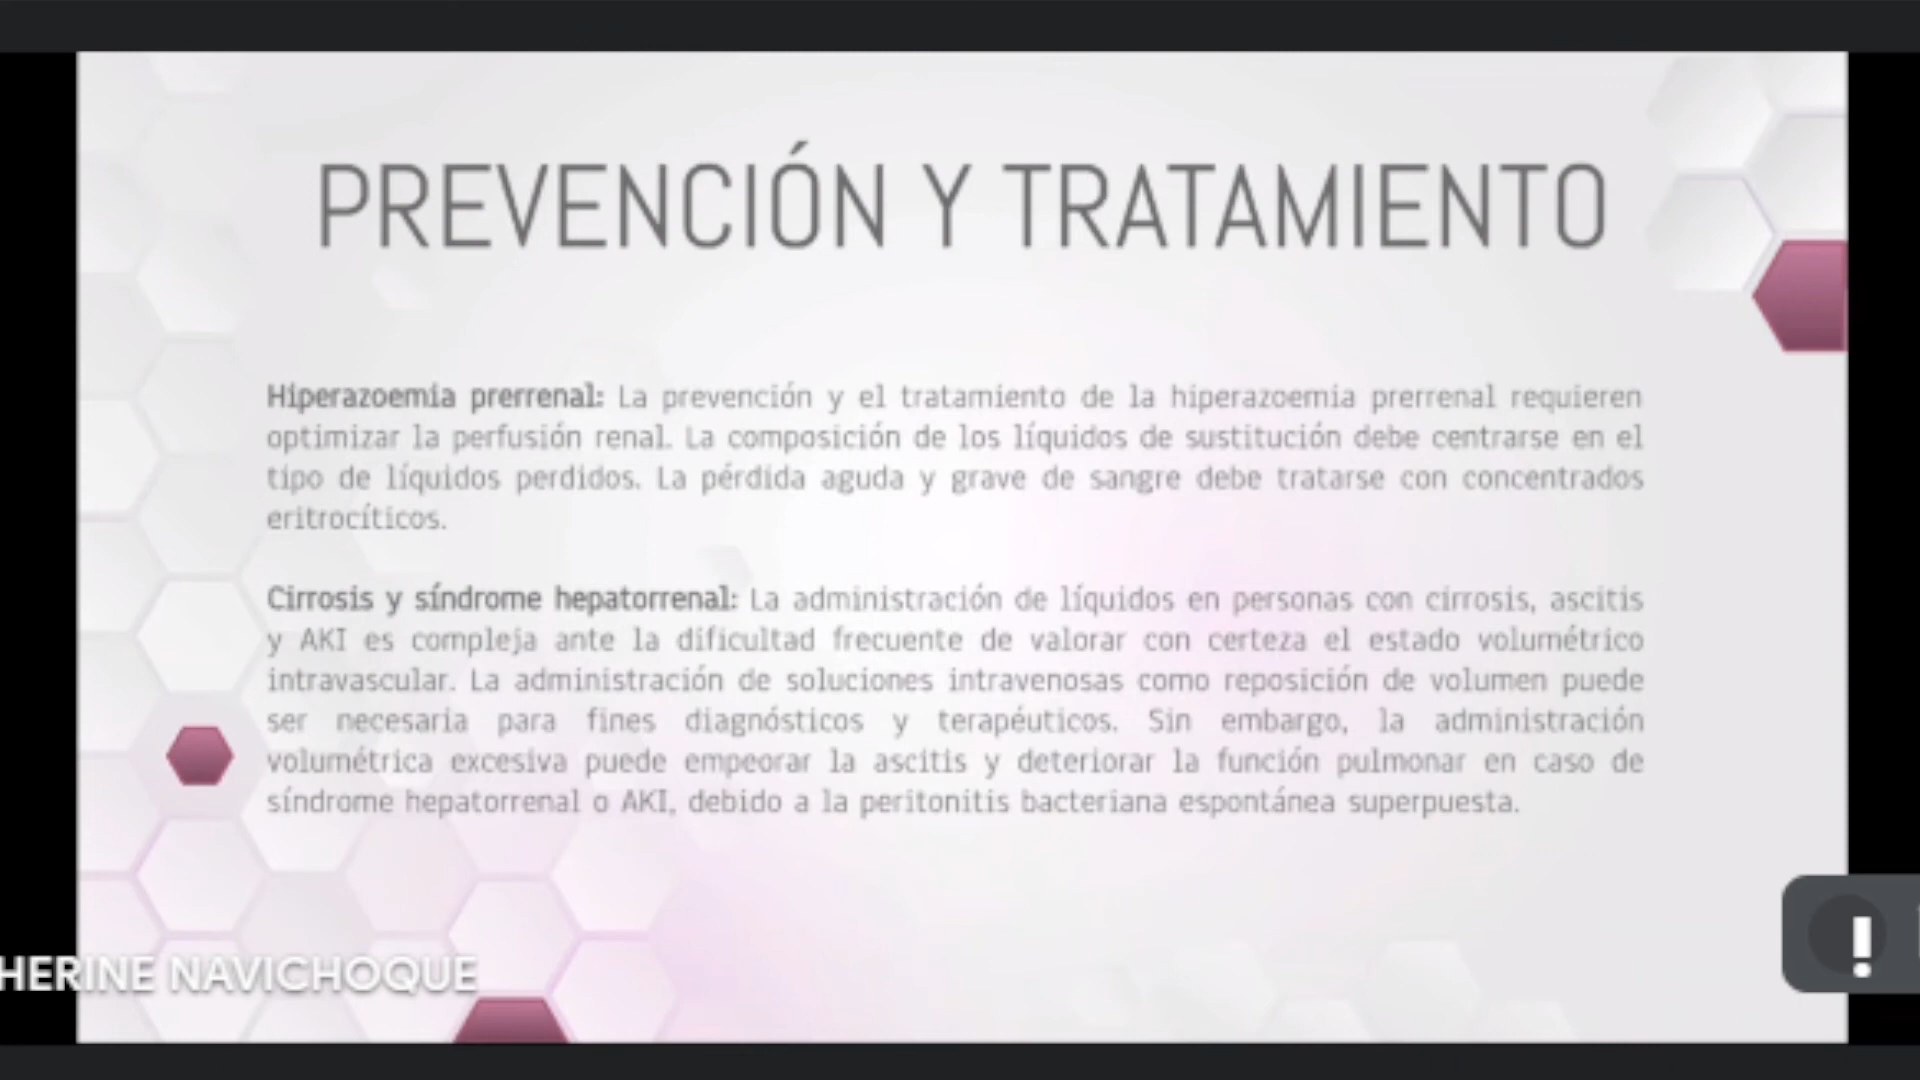 PREVENCIÓN Y TRATAMIENTO
Hiperazoemia prerrenal: La prevención y el tratamiento de la hiperazoemia prerrenal requieren
optimizar la perfusión renal. La composición de los líquidos de sustitución debe centrarse en el
tipo de líquidos perdidos. La pérdida aguda y grave de sangre debe tratarse con concentrados
eritrocíticos.
Cirrosis y síndrome hepatorrenal: La administración de líquidos en personas con cirrosis, ascitis
y AKI es compleja ante la dificultad frecuente de valorar con certeza el estado volumétrico
intravascular. La administración de soluciones intravenosas como reposición de volumen puede
ser necesaria para fines diagnósticos y terapéuticos. Sin embargo, la administración
volumétrica excesiva puede empeorar la ascitis y deteriorar la función pulmonar en caso de
síndrome hepatorrenal o AKI, debido a la peritonitis bacteriana espontánea superpuesta.
HERINE NAVICHOQUE